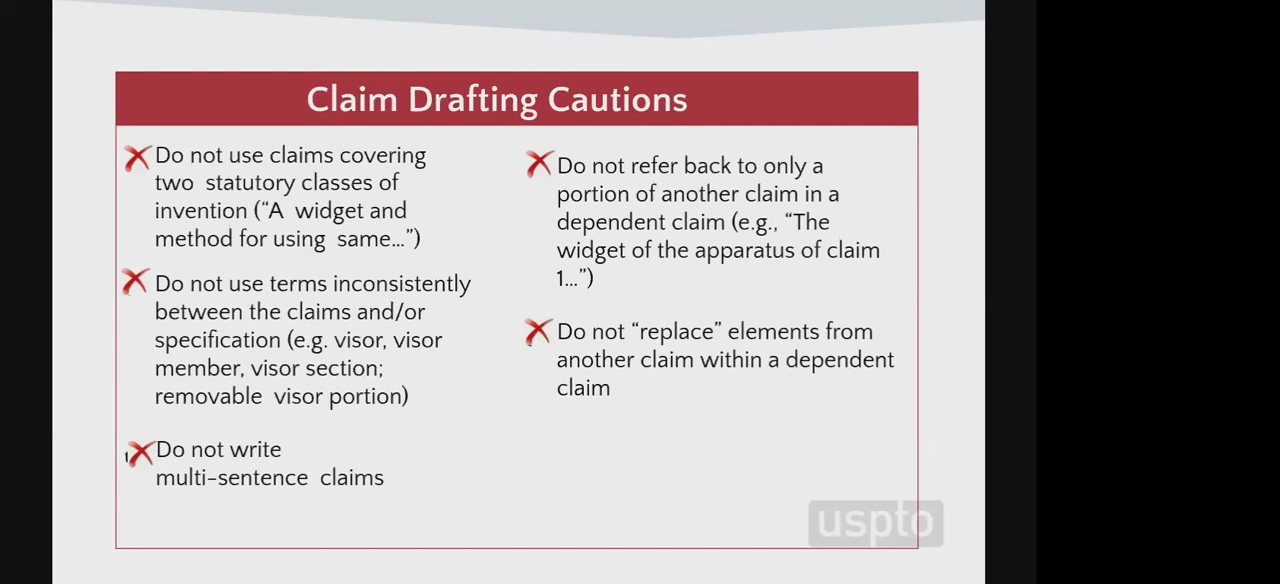 Claim Drafting Cautions
Do not use claims covering
two statutory classes of
invention (“A widget and
method for using same...”)
Do not use terms inconsistently
between the claims and/or
specification (e.g. visor, visor
member, visor section;
removable visor portion)
Do not write
multi-sentence claims
Do not refer back to only a
portion of another claim in a
dependent claim (e.g., “The
widget of the apparatus of claim
1...”)
Do not “replace” elements from
another claim within a dependent
claim
uspto